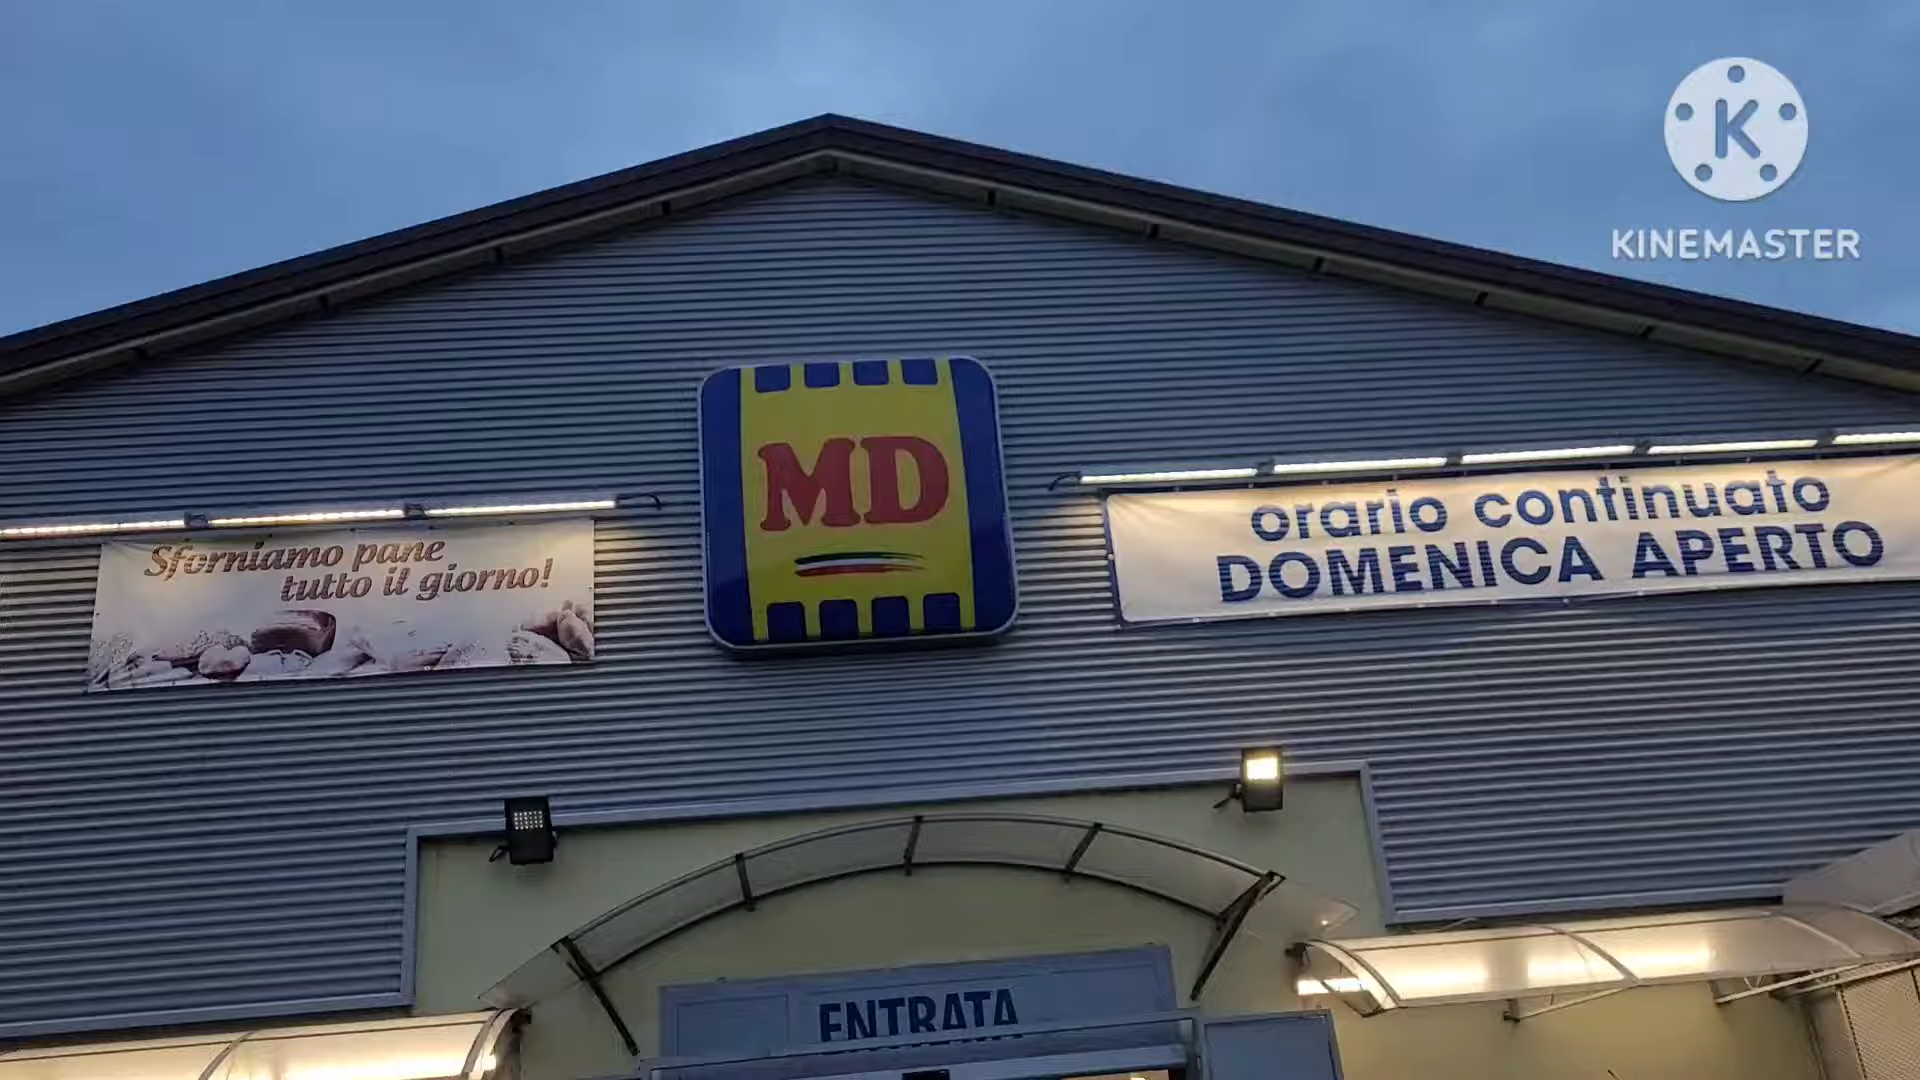 K
KINEMASTER
MD
Sforniamo pane
tutto il giorno!
orario continuato
DOMENICA APERTO
ENTRATA